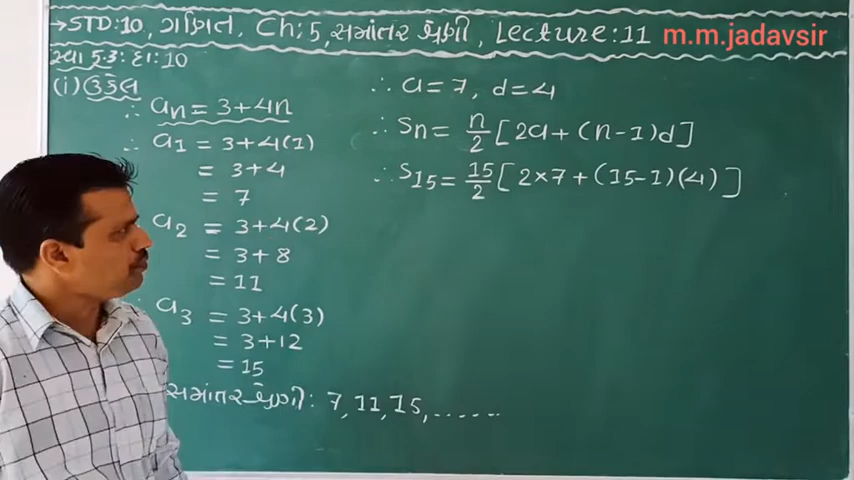 → STD:10, ગણિત. Ch:5, સમાંતર શ્રેણી, Lecture:11 m.m.jadavsir
સ્વા 5.3: દા:10
(i) ઉકેલ
∴ an = 3+4n
∴ a1 = 3+4(1)
= 3+4
= 7
a2 = 3+4(2)
= 3+8
= 11
a3 = 3+4(3)
= 3+12
= 15
સમાંતર શ્રેણી: 7, 11, 15, ......
∴ a = 7, d = 4
∴ Sn = n/2 [2a+(n-1)d]
∴ S15 = 15/2 [2×7+(15-1)(4)]